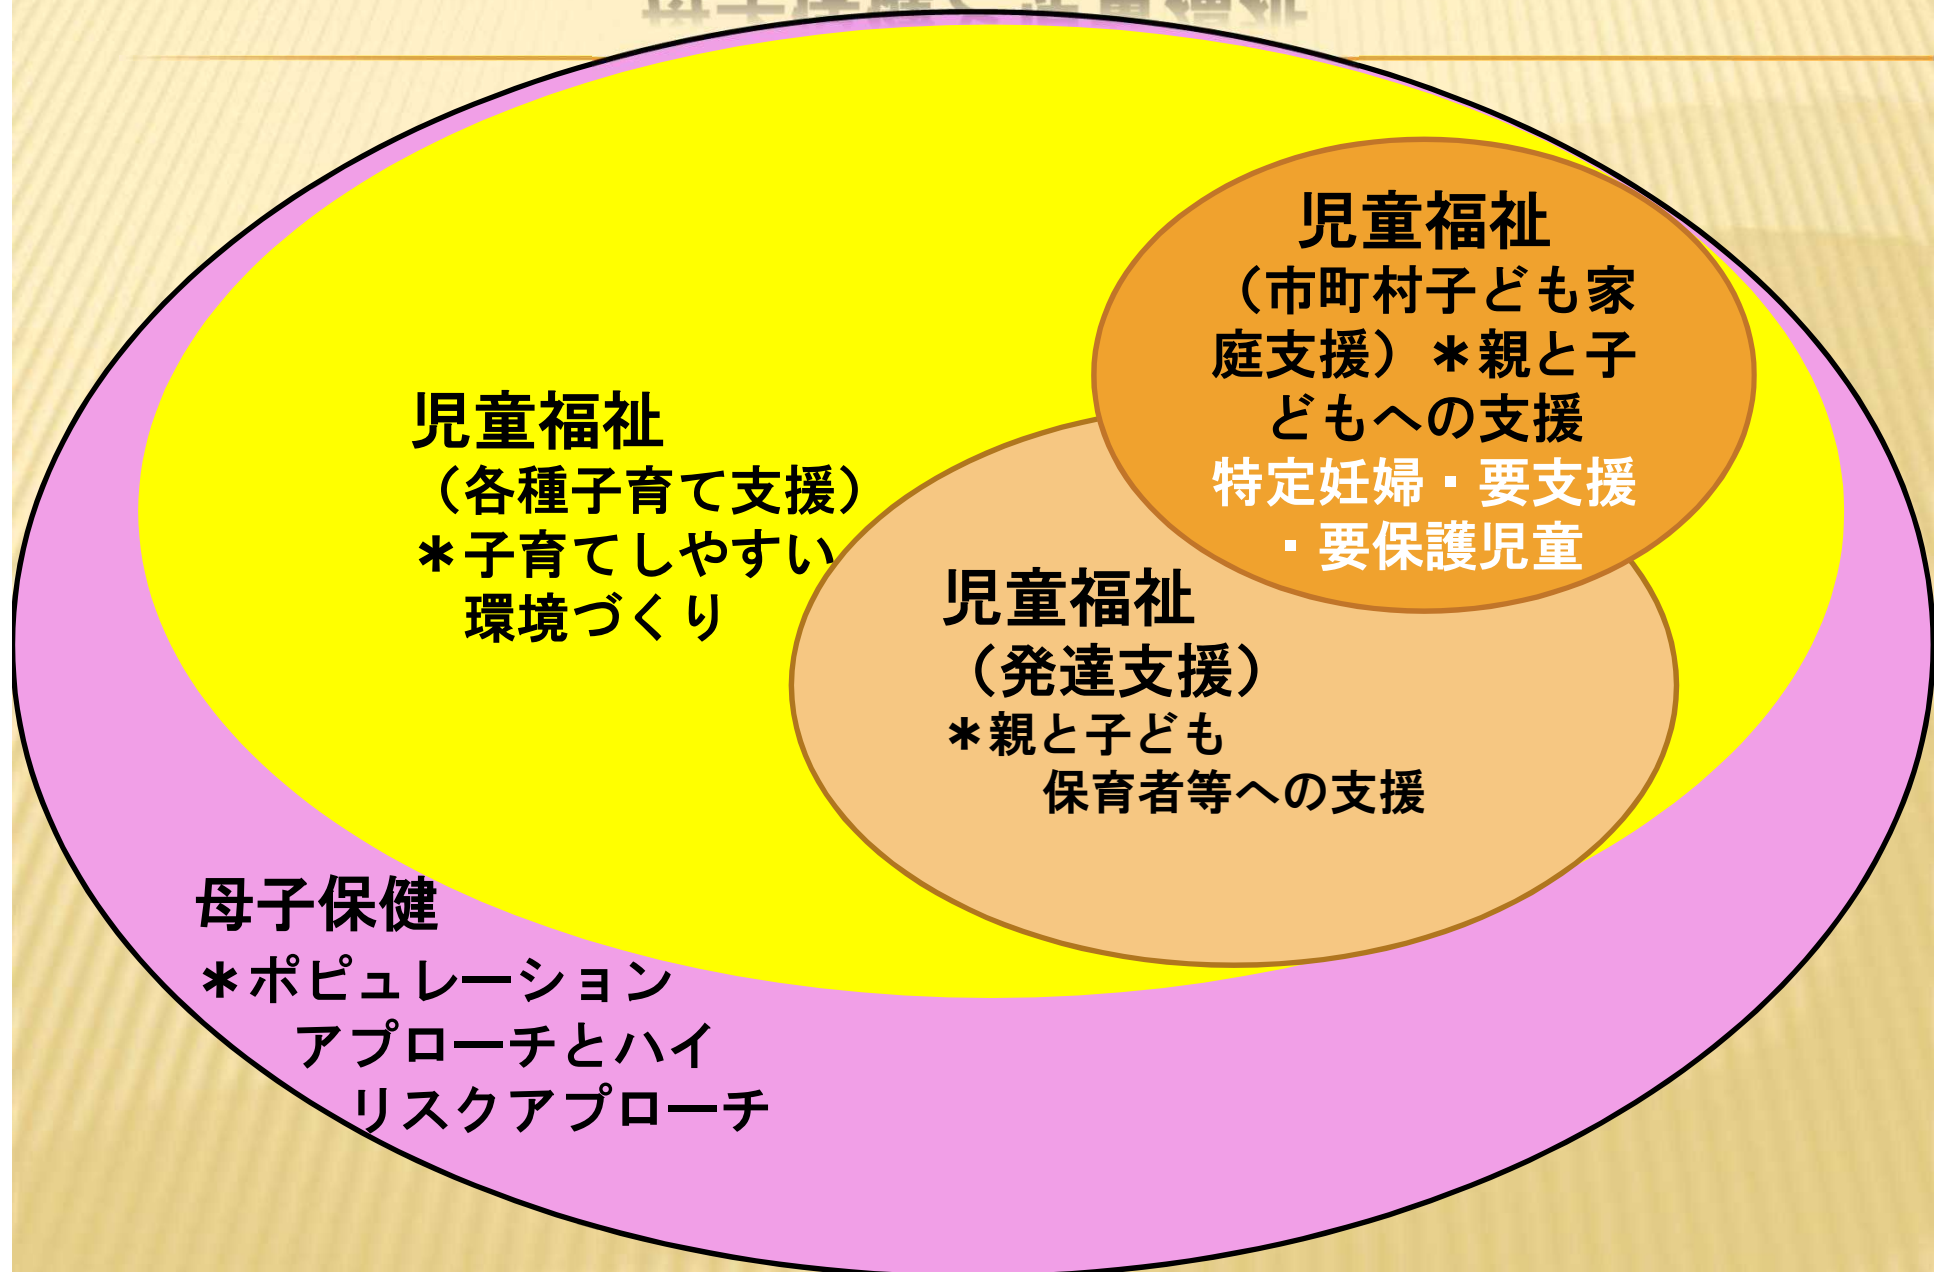 児童福祉
（市町村子ども家
庭支援）＊親と子
どもへの支援
特定妊婦・要支援
・要保護児童
児童福祉
（各種子育て支援）
＊子育てしやすい
環境づくり
児童福祉
（発達支援）
＊親と子ども
保育者等への支援
母子保健
＊ポピュレーション
アプローチとハイ
リスクアプローチ